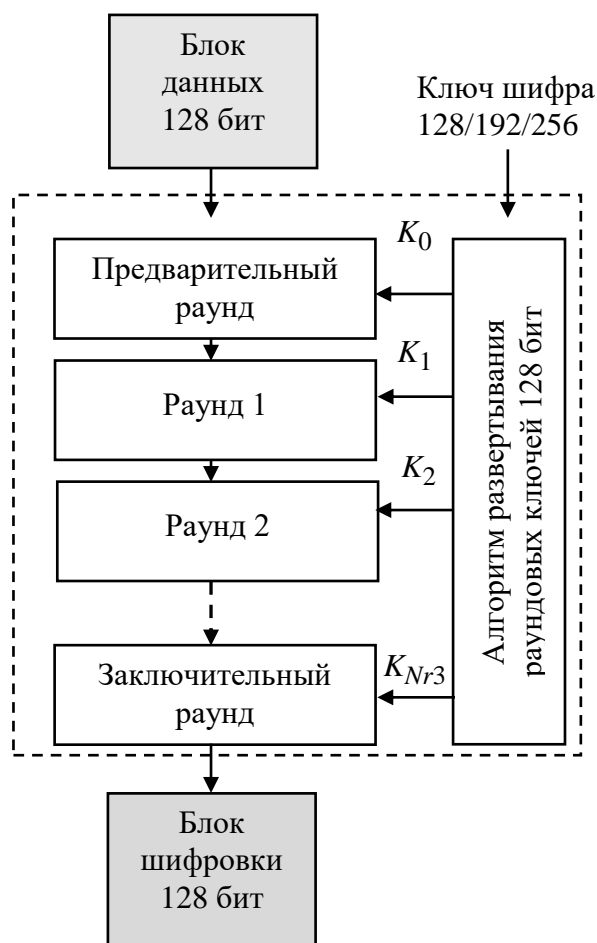 Блок
данных
128 бит
Ключ шифра
128/192/256
K0
Предварительный
раунд
K1
Раунд 1
K2
Раунд 2
Алгоритм развертывания
раундовых ключей 128 бит
KNr3
Заключительный
раунд
Блок
шифровки
128 бит